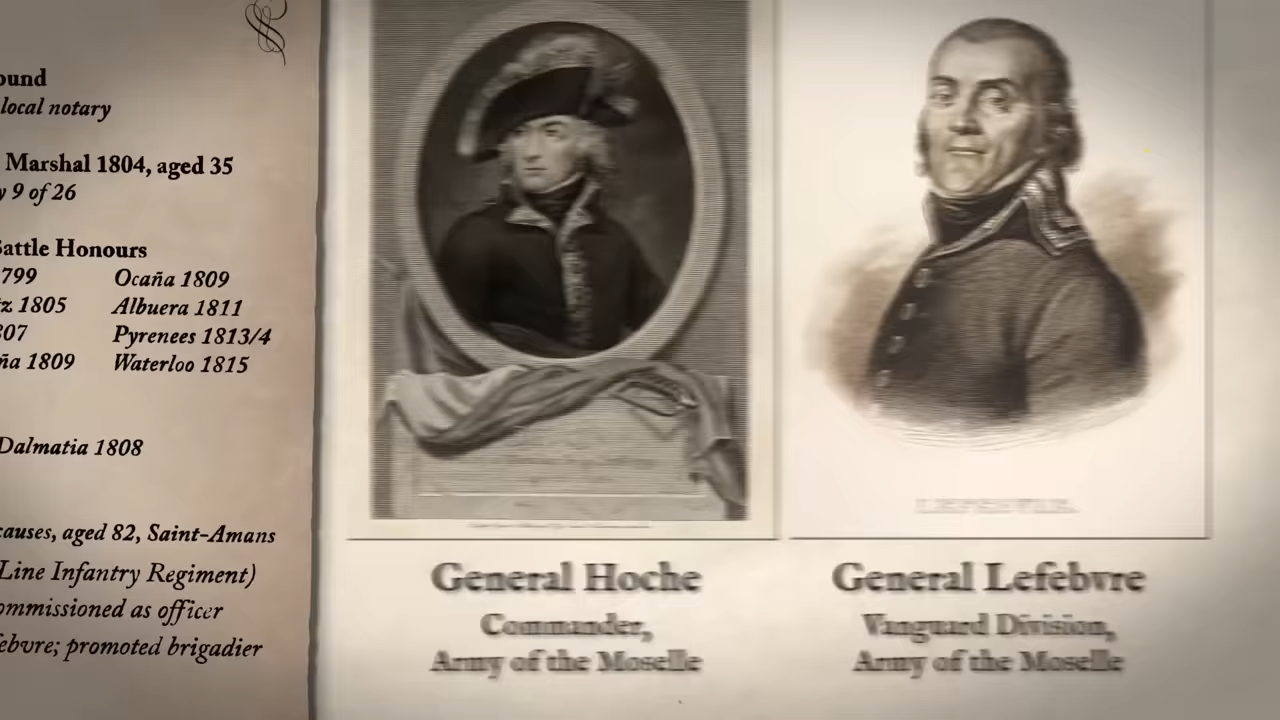 ound
local notary
Marshal 1804, aged 35
y 9 of 26
Battle Honours
799 Ocaña 1809
tz 1805 Albuera 1811
807 Pyrenees 1813/4
ña 1809 Waterloo 1815
Dalmatia 1808
causes, aged 82, Saint-Amans
Line Infantry Regiment)
ommissioned as officer
ebvre; promoted brigadier
General Hoche
Commander,
Army of the Moselle
LEFEBVRE.
General Lefebvre
Vanguard Division,
Army of the Moselle